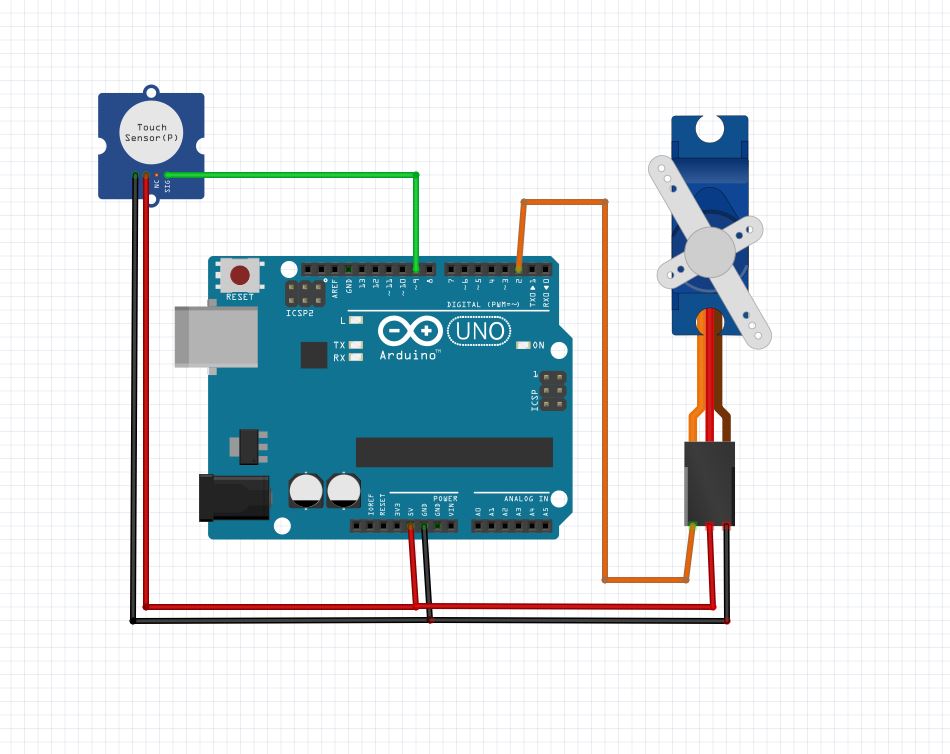 Touch
Sensor(P)
NC
SIG
RESET
ICSP2
AREF
GND
13
12
~11
~10
~9
8
7
~6
~5
4
~3
2
TXD▶1
RXD◀0
DIGITAL (PWM=~)
L
TX
RX
UNO
ON
Arduino™
1
ICSP
POWER
ANALOG IN
IOREF
RESET
3V3
5V
GND
GND
VIN
A0
A1
A2
A3
A4
A5